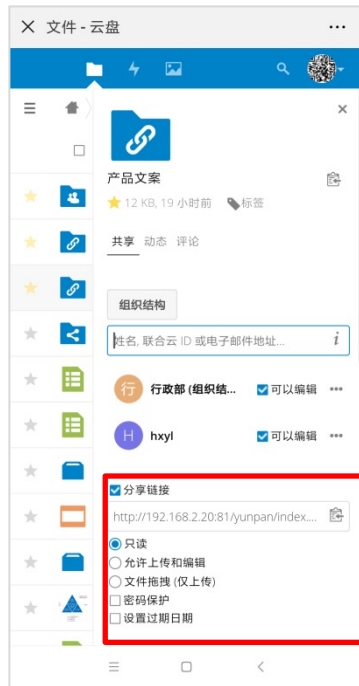 文件 - 云盘
产品文案
12 KB, 19 小时前 标签
共享 动态 评论
组织结构
姓名, 联合云 ID 或电子邮件地址...
行 行政部 (组织结... 可以编辑
H hxyl 可以编辑
分享链接
http://192.168.2.20:81/yunpan/index....
只读
允许上传和编辑
文件拖拽 (仅上传)
密码保护
设置过期日期